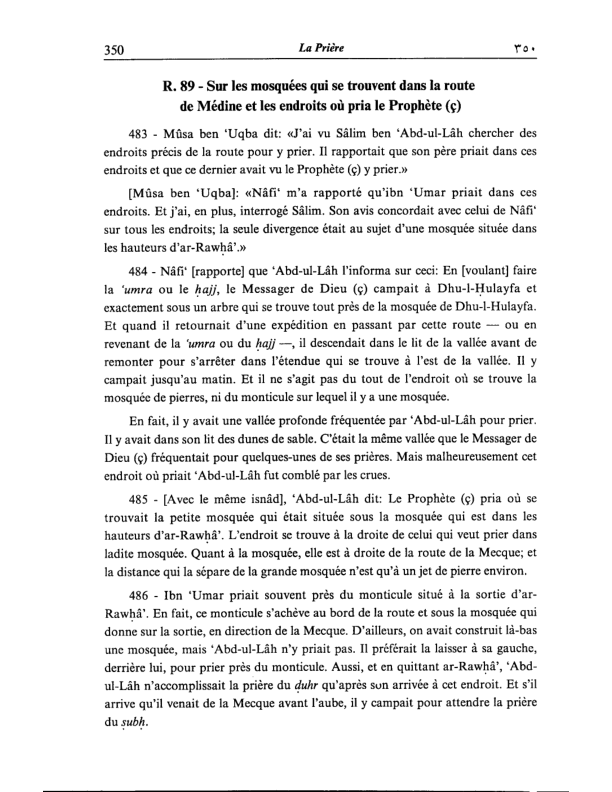 350 La Prière ٣٥٠
R. 89 - Sur les mosquées qui se trouvent dans la route
de Médine et les endroits où pria le Prophète (ç)
483 - Mûsa ben ‘Uqba dit: «J’ai vu Sâlim ben ‘Abd-ul-Lâh chercher des
endroits précis de la route pour y prier. Il rapportait que son père priait dans ces
endroits et que ce dernier avait vu le Prophète (ç) y prier.»
[Mûsa ben ‘Uqba]: «Nâfi‘ m’a rapporté qu’ibn ‘Umar priait dans ces
endroits. Et j’ai, en plus, interrogé Sâlim. Son avis concordait avec celui de Nâfi‘
sur tous les endroits; la seule divergence était au sujet d’une mosquée située dans
les hauteurs d’ar-Rawḥâ’.»
484 - Nâfi‘ [rapporte] que ‘Abd-ul-Lâh l’informa sur ceci: En [voulant] faire
la ‘umra ou le ḥajj, le Messager de Dieu (ç) campait à Dhu-l-Ḥulayfa et
exactement sous un arbre qui se trouve tout près de la mosquée de Dhu-l-Hulayfa.
Et quand il retournait d’une expédition en passant par cette route — ou en
revenant de la ‘umra ou du ḥajj —, il descendait dans le lit de la vallée avant de
remonter pour s’arrêter dans l’étendue qui se trouve à l’est de la vallée. Il y
campait jusqu’au matin. Et il ne s’agit pas du tout de l’endroit où se trouve la
mosquée de pierres, ni du monticule sur lequel il y a une mosquée.
En fait, il y avait une vallée profonde fréquentée par ‘Abd-ul-Lâh pour prier.
Il y avait dans son lit des dunes de sable. C’était la même vallée que le Messager de
Dieu (ç) fréquentait pour quelques-unes de ses prières. Mais malheureusement cet
endroit où priait ‘Abd-ul-Lâh fut comblé par les crues.
485 - [Avec le même isnâd], ‘Abd-ul-Lâh dit: Le Prophète (ç) pria où se
trouvait la petite mosquée qui était située sous la mosquée qui est dans les
hauteurs d’ar-Rawḥâ’. L’endroit se trouve à la droite de celui qui veut prier dans
ladite mosquée. Quant à la mosquée, elle est à droite de la route de la Mecque; et
la distance qui la sépare de la grande mosquée n’est qu’à un jet de pierre environ.
486 - Ibn ‘Umar priait souvent près du monticule situé à la sortie d’ar-
Rawḥâ’. En fait, ce monticule s’achève au bord de la route et sous la mosquée qui
donne sur la sortie, en direction de la Mecque. D’ailleurs, on avait construit là-bas
une mosquée, mais ‘Abd-ul-Lâh n’y priait pas. Il préférait la laisser à sa gauche,
derrière lui, pour prier près du monticule. Aussi, et en quittant ar-Rawḥâ’, ‘Abd-
ul-Lâh n’accomplissait la prière du ḍuhr qu’après son arrivée à cet endroit. Et s’il
arrive qu’il venait de la Mecque avant l’aube, il y campait pour attendre la prière
du ṣubḥ.